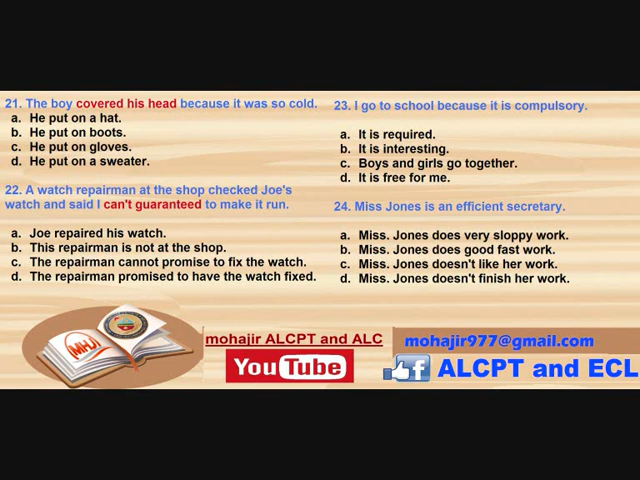 21. The boy covered his head because it was so cold.
a. He put on a hat.
b. He put on boots.
c. He put on gloves.
d. He put on a sweater.
22. A watch repairman at the shop checked Joe's
watch and said I can't guaranteed to make it run.
a. Joe repaired his watch.
b. This repairman is not at the shop.
c. The repairman cannot promise to fix the watch.
d. The repairman promised to have the watch fixed.
23. I go to school because it is compulsory.
a. It is required.
b. It is interesting.
c. Boys and girls go together.
d. It is free for me.
24. Miss Jones is an efficient secretary.
a. Miss. Jones does very sloppy work.
b. Miss. Jones does good fast work.
c. Miss. Jones doesn't like her work.
d. Miss. Jones doesn't finish her work.
MHJ
mohajir ALCPT and ALC
YouTube
mohajir977@gmail.com
f ALCPT and ECL